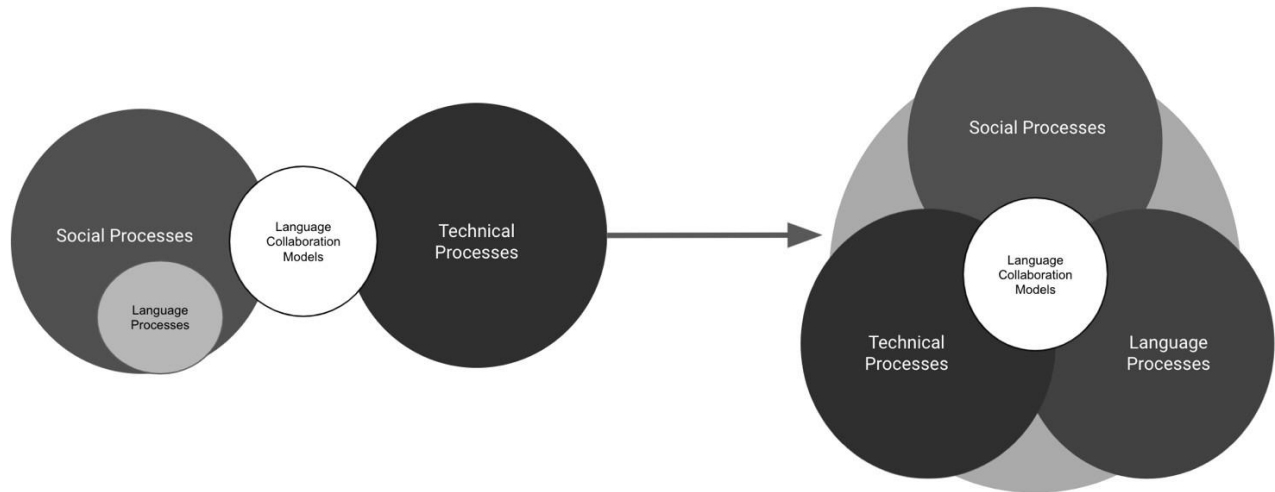 Social Processes
Language
Processes
Language
Collaboration
Models
Technical
Processes
Social Processes
Language
Collaboration
Models
Technical
Processes
Language
Processes